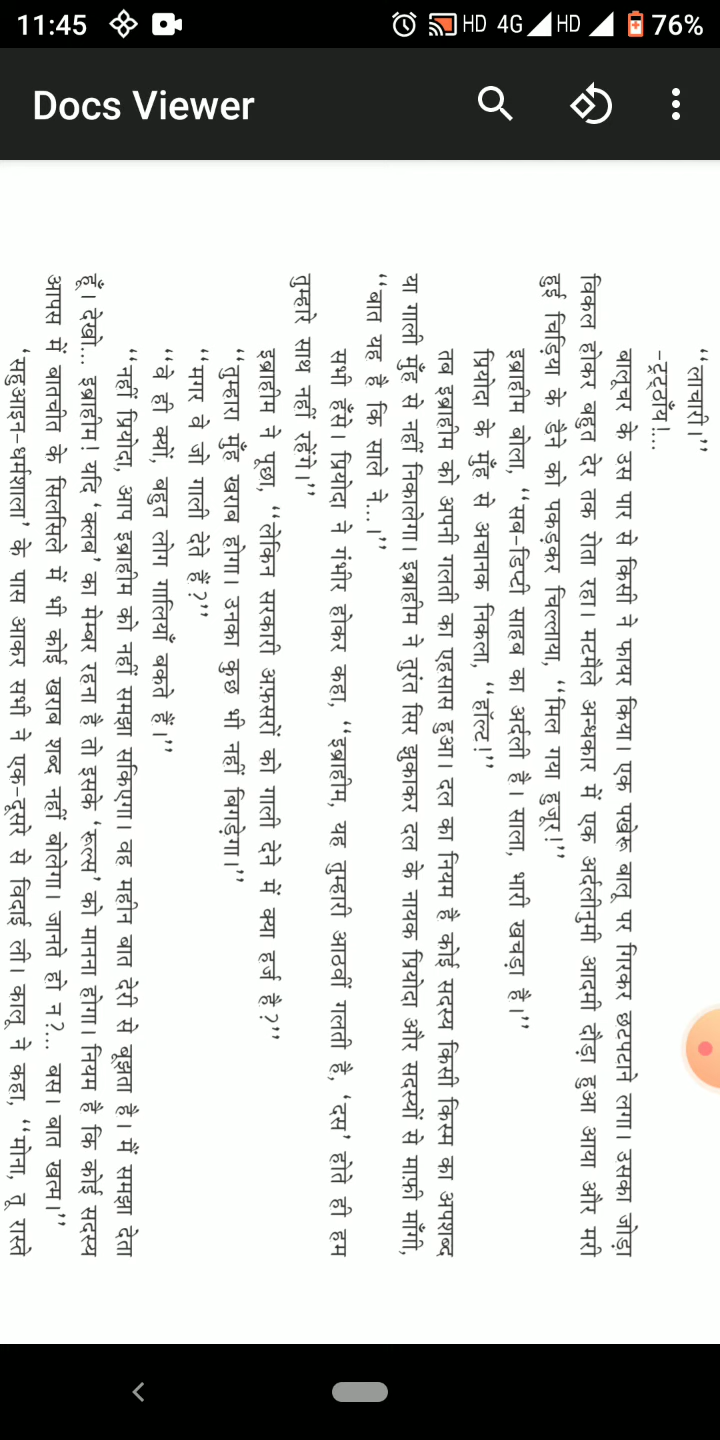 11:45 HD 4G HD 76%
Docs Viewer
‘‘लाचारी।’’
-ट्ठाँय!...
बालूचर के उस पार से किसी ने फायर किया। एक पखेरू बालू पर गिरकर छटपटाने लगा। उसका जोड़ा
विकल होकर बहुत देर तक रोता रहा। मटमैले अन्धकार में एक अर्दलीनुमी आदमी दौड़ा हुआ आया और मरी
हुई चिड़िया के डैने को पकड़कर चिल्लाया, ‘‘मिल गया हुजूर!’’
इब्राहीम बोला, ‘‘सब-डिप्टी साहब का अर्दली है। साला, भारी खचड़ा है।’’
प्रियोदा के मुँह से अचानक निकला, ‘‘हॉल्ट!’’
तब इब्राहीम को अपनी गलती का एहसास हुआ। दल का नियम है कोई सदस्य किसी किस्म का अपशब्द
या गाली मुँह से नहीं निकालेगा। इब्राहीम ने तुरंत सिर झुकाकर दल के नायक प्रियोदा और सदस्यों से माफ़ी माँगी,
‘‘बात यह है कि साले ने...।’’
सभी हँसे। प्रियोदा ने गंभीर होकर कहा, ‘‘इब्राहीम, यह तुम्हारी आठवीं गलती है, ‘दस’ होते ही हम
तुम्हारे साथ नहीं रहेंगे।’’
इब्राहीम ने पूछा, ‘‘लेकिन सरकारी अफ़सरों को गाली देने में क्या हर्ज है?’’
‘‘तुम्हारा मुँह खराब होगा। उनका कुछ भी नहीं बिगड़ेगा।’’
‘‘मगर वे जो गाली देते हैं?’’
‘‘वे ही क्यों, बहुत लोग गालियाँ बकते हैं।’’
‘‘नहीं प्रियोदा, आप इब्राहीम को नहीं समझा सकिएगा। वह महीन बात देरी से बूझता है। मैं समझा देता
हूँ। देखो... इब्राहीम! यदि ‘क्लब’ का मेम्बर रहना है तो इसके ‘रूल्स’ को मानना होगा। नियम है कि कोई सदस्य
आपस में बातचीत के सिलसिले में भी कोई खराब शब्द नहीं बोलेगा। जानते हो न?... बस। बात खत्म।’’
‘सहुआइन-धर्मशाला’ के पास आकर सभी ने एक-दूसरे से विदाई ली। कालू ने कहा, ‘‘मोना, तू रास्ते